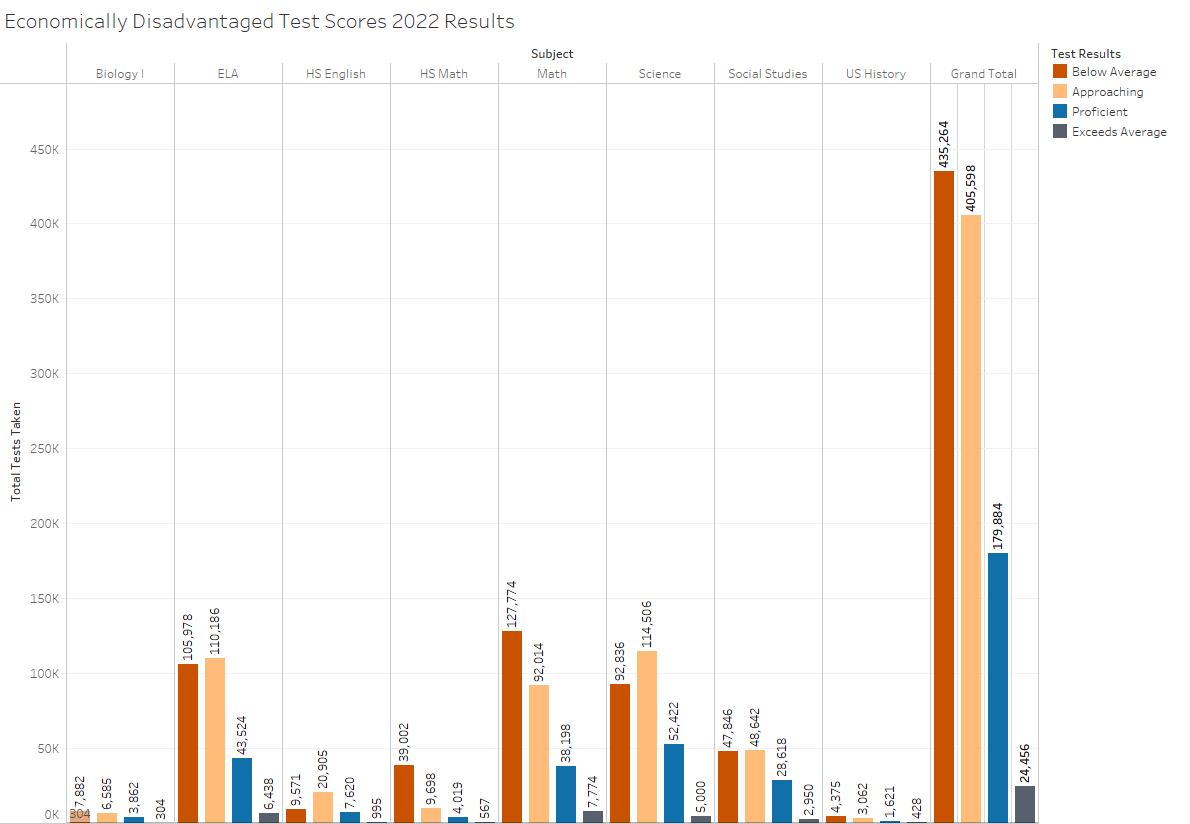 Economically Disadvantaged Test Scores 2022 Results
Subject
Biology I
ELA
HS English
HS Math
Math
Science
Social Studies
US History
Grand Total
Test Results
Below Average
Approaching
Proficient
Exceeds Average
Total Tests Taken
450K
400K
350K
300K
250K
200K
150K
100K
50K
0K
304
7,882
6,585
3,862
304
105,978
110,186
43,524
6,438
9,571
20,905
7,620
995
39,002
9,698
4,019
567
127,774
92,014
38,198
7,774
92,836
114,506
52,422
5,000
47,846
48,642
28,618
2,950
4,375
3,062
1,621
428
435,264
405,598
179,884
24,456